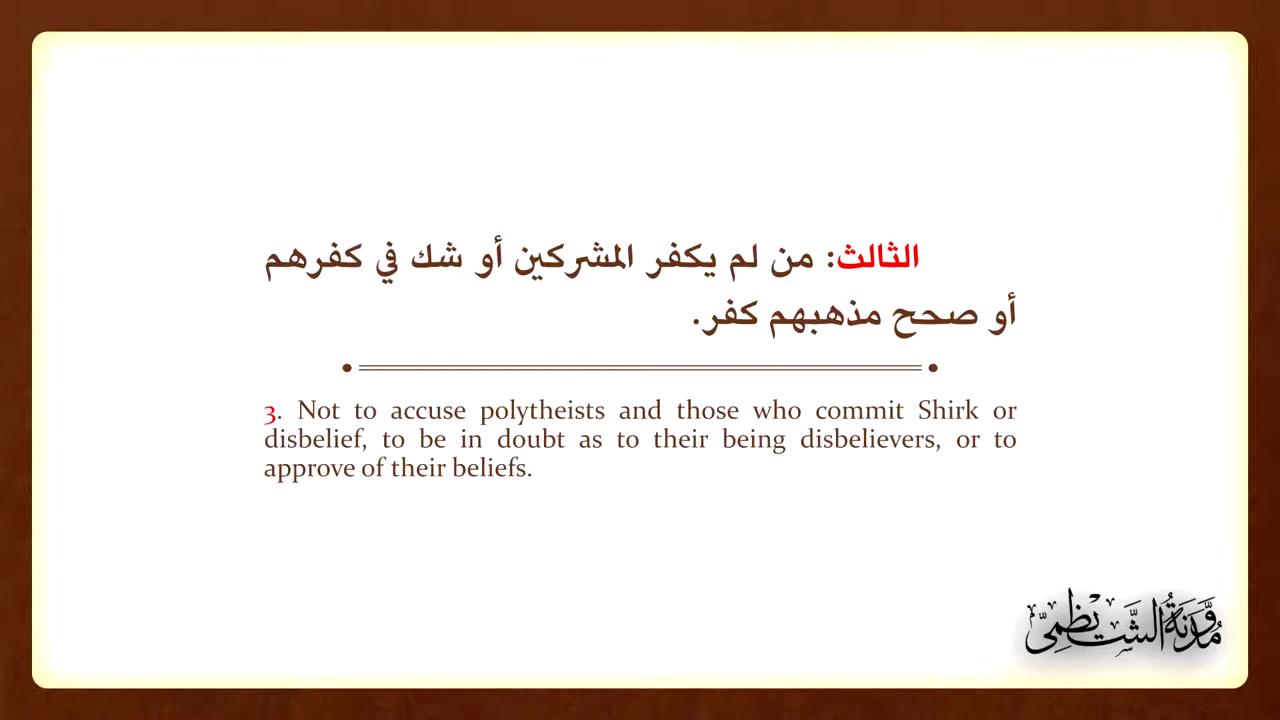 الثالث: من لم يكفر المشركين أو شك في كفرهم
أو صحح مذهبهم كفر.
3. Not to accuse polytheists and those who commit Shirk or
disbelief, to be in doubt as to their being disbelievers, or to
approve of their beliefs.